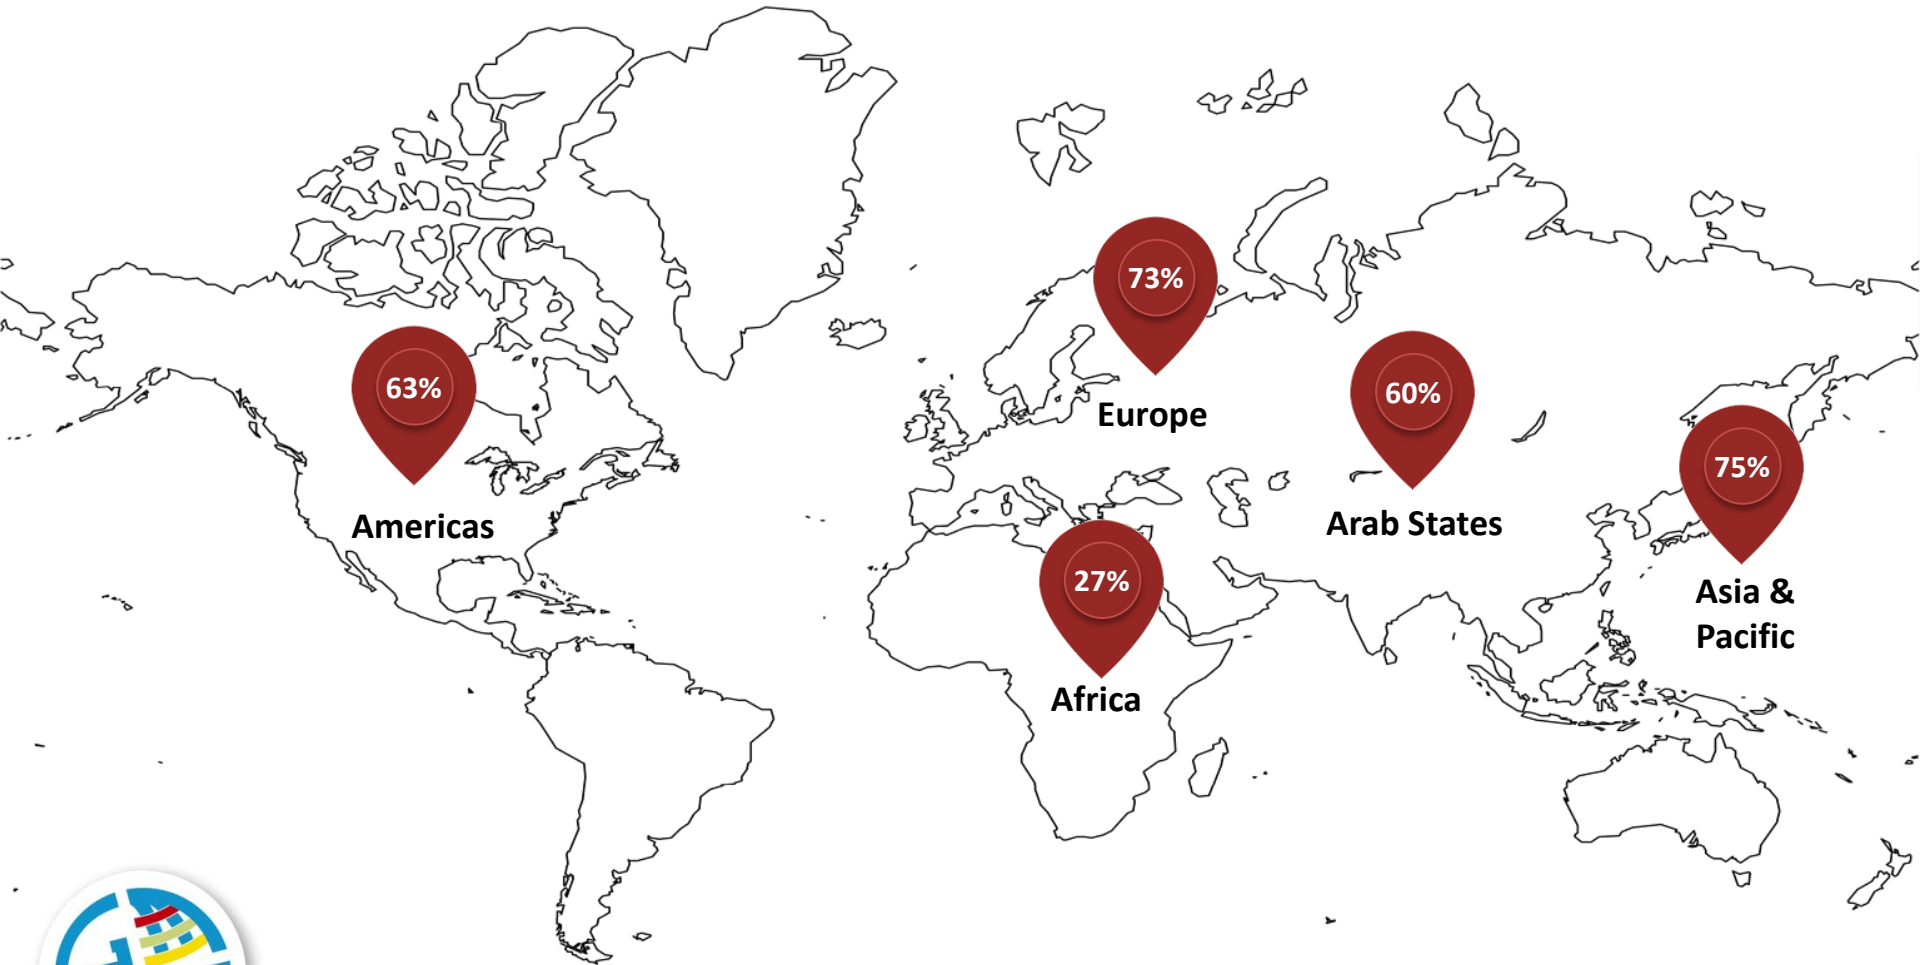 73%
Europe
63%
Americas
60%
Arab States
75%
Asia &
Pacific
27%
Africa